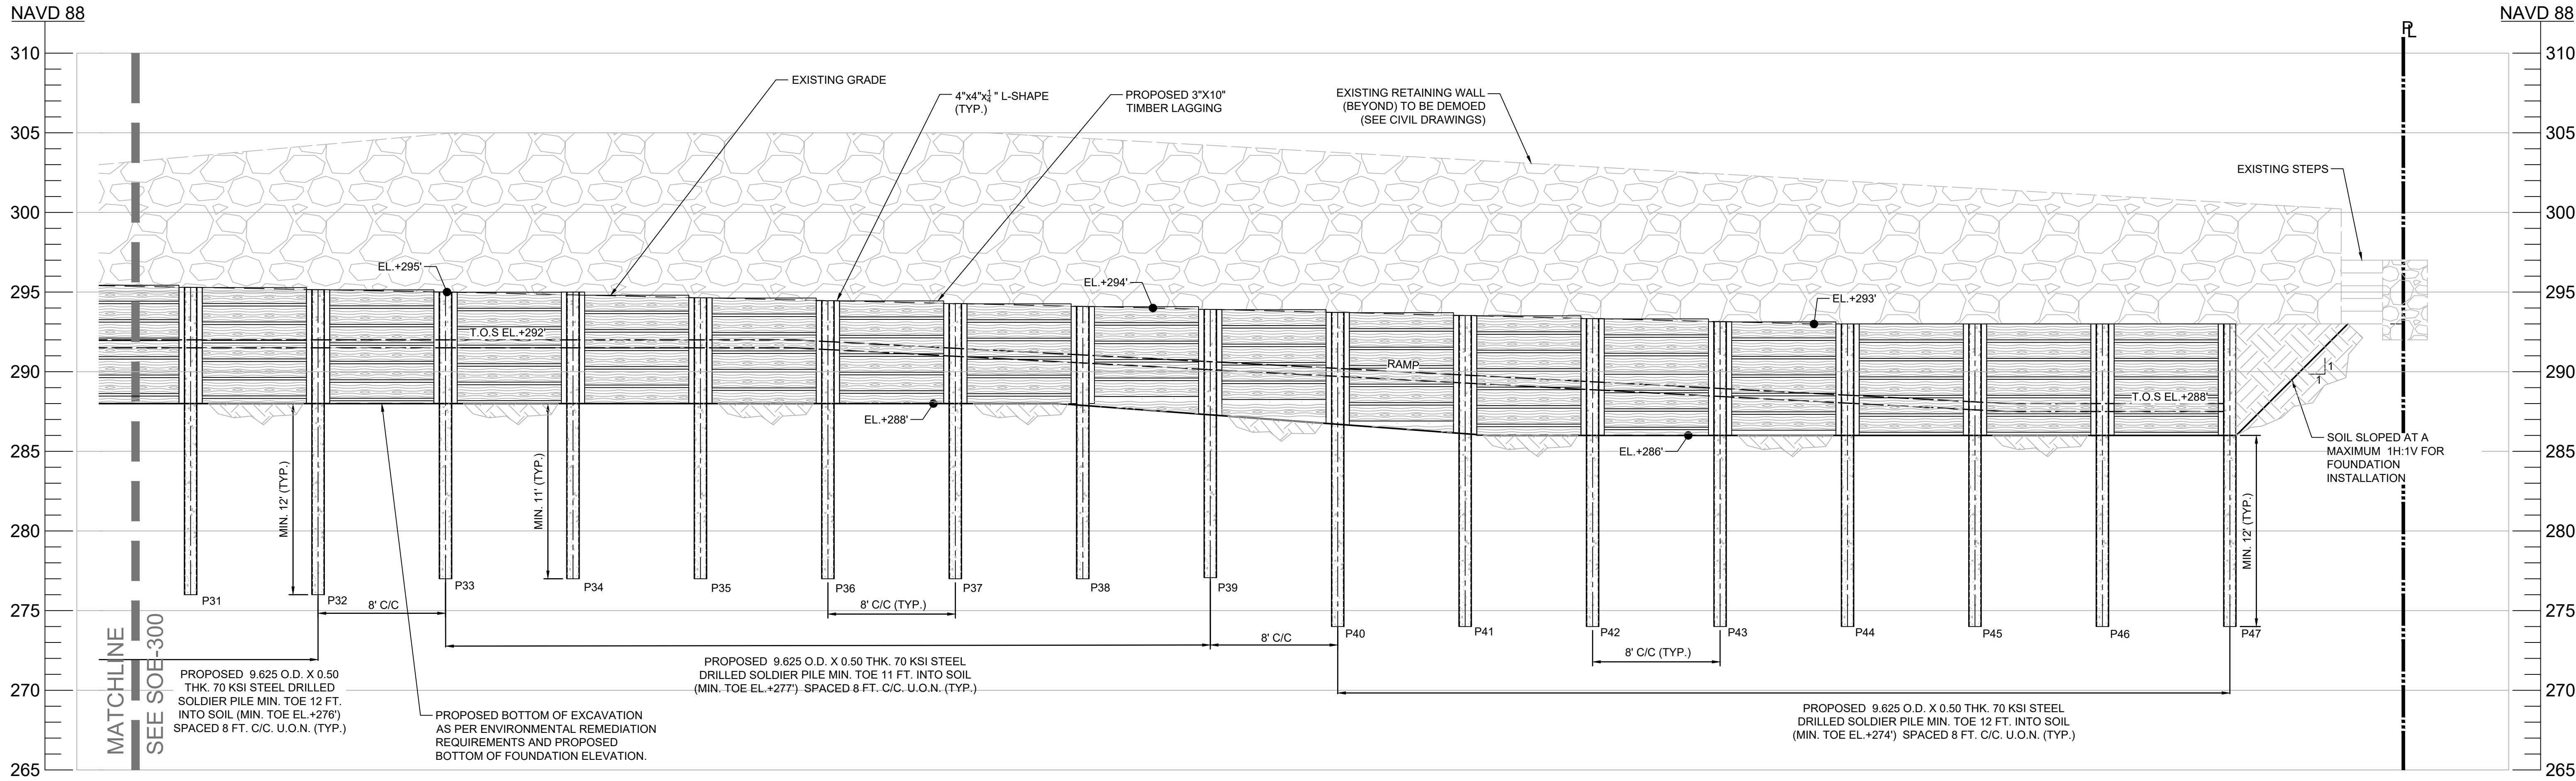 NAVD 88
NAVD 88
PL
310
305
300
295
290
285
280
275
270
265
310
305
300
295
290
285
280
275
270
265
EXISTING GRADE
4"x4"x1/4" L-SHAPE
(TYP.)
PROPOSED 3"X10"
TIMBER LAGGING
EXISTING RETAINING WALL
(BEYOND) TO BE DEMOED
(SEE CIVIL DRAWINGS)
EXISTING STEPS
EL.+295'
EL.+294'
EL.+293'
T.O.S EL.+292'
RAMP
T.O.S EL.+288'
EL.+288'
EL.+286'
1
1
SOIL SLOPED AT A
MAXIMUM 1H:1V FOR
FOUNDATION
INSTALLATION
MIN. 12' (TYP.)
MIN. 11' (TYP.)
MIN. 12' (TYP.)
P31
P32
P33
P34
P35
P36
P37
P38
P39
P40
P41
P42
P43
P44
P45
P46
P47
8' C/C
8' C/C (TYP.)
8' C/C
8' C/C (TYP.)
MATCHLINE
SEE SOE-300
PROPOSED 9.625 O.D. X 0.50
THK. 70 KSI STEEL DRILLED
SOLDIER PILE MIN. TOE 12 FT.
INTO SOIL (MIN. TOE EL.+276')
SPACED 8 FT. C/C. U.O.N. (TYP.)
PROPOSED BOTTOM OF EXCAVATION
AS PER ENVIRONMENTAL REMEDIATION
REQUIREMENTS AND PROPOSED
BOTTOM OF FOUNDATION ELEVATION.
PROPOSED 9.625 O.D. X 0.50 THK. 70 KSI STEEL
DRILLED SOLDIER PILE MIN. TOE 11 FT. INTO SOIL
(MIN. TOE EL.+277') SPACED 8 FT. C/C. U.O.N. (TYP.)
PROPOSED 9.625 O.D. X 0.50 THK. 70 KSI STEEL
DRILLED SOLDIER PILE MIN. TOE 12 FT. INTO SOIL
(MIN. TOE EL.+274') SPACED 8 FT. C/C. U.O.N. (TYP.)